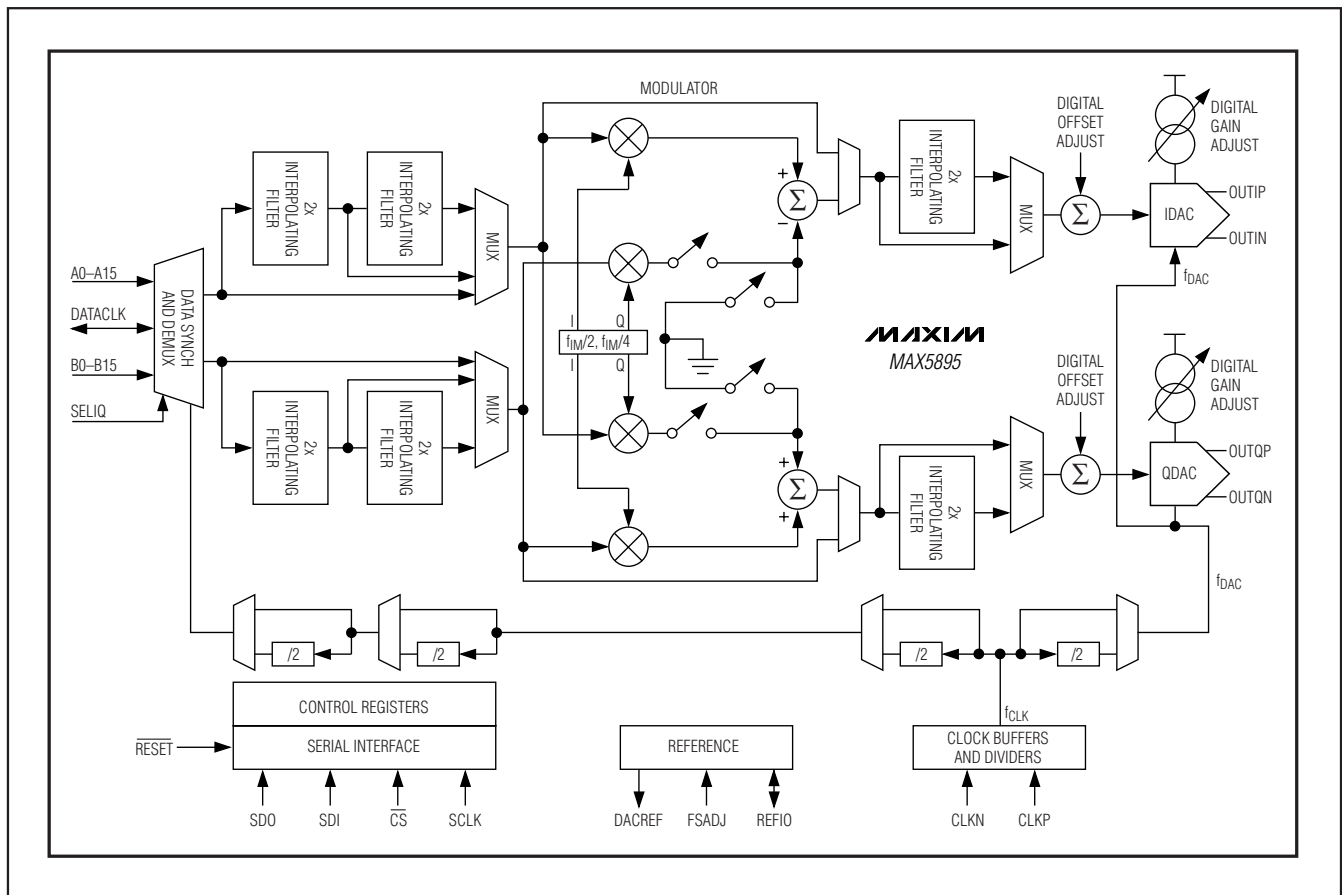 MODULATOR
DIGITAL
OFFSET
ADJUST
DIGITAL
GAIN
ADJUST
2x
INTERPOLATING
FILTER
2x
INTERPOLATING
FILTER
MUX
+
Σ
−
2x
INTERPOLATING
FILTER
MUX
Σ
IDAC
OUTIP
OUTIN
fDAC
A0–A15
DATACLK
B0–B15
SELIQ
DATA SYNCH
AND DEMUX
I
Q
fIM/2, fIM/4
I
Q
MAXIM
MAX5895
DIGITAL
OFFSET
ADJUST
DIGITAL
GAIN
ADJUST
2x
INTERPOLATING
FILTER
2x
INTERPOLATING
FILTER
MUX
+
Σ
+
2x
INTERPOLATING
FILTER
MUX
Σ
QDAC
OUTQP
OUTQN
fDAC
/2
/2
/2
/2
CONTROL REGISTERS
SERIAL INTERFACE
RESET
SDO
SDI
CS
SCLK
REFERENCE
DACREF
FSADJ
REFIO
fCLK
CLOCK BUFFERS
AND DIVIDERS
CLKN
CLKP